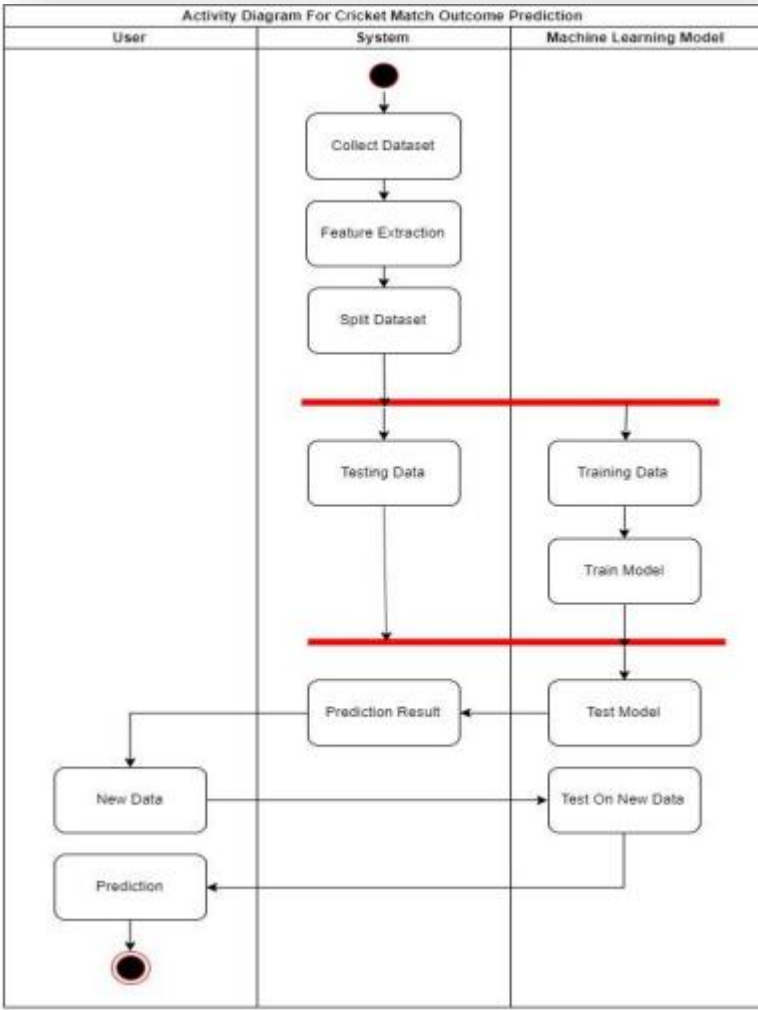 Activity Diagram For Cricket Match Outcome Prediction
User
System
Machine Learning Model
Collect Dataset
Feature Extraction
Split Dataset
Testing Data
Training Data
Train Model
Prediction Result
Test Model
New Data
Test On New Data
Prediction